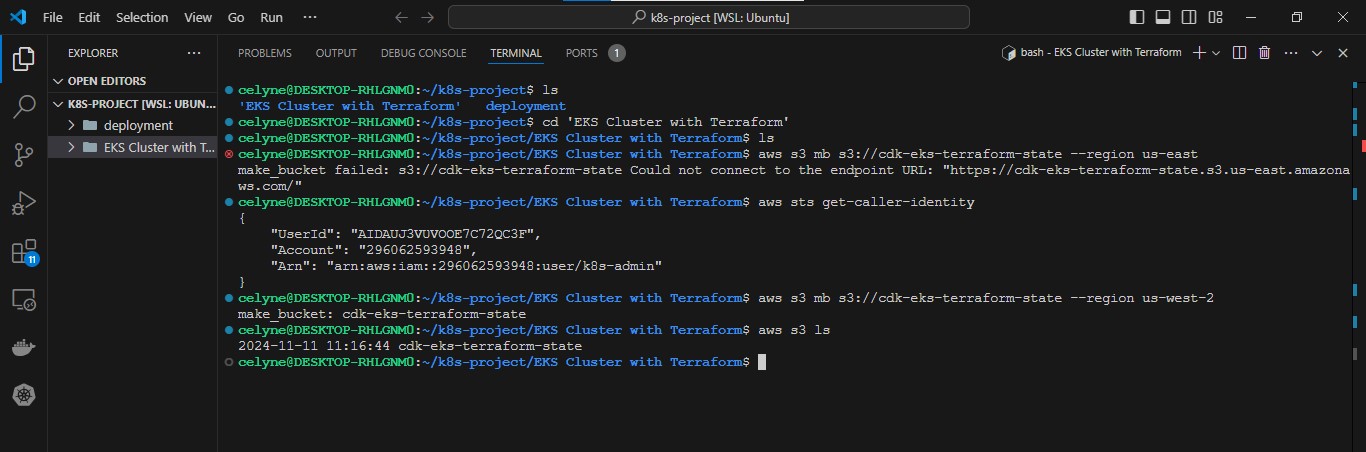 File Edit Selection View Go Run ··· k8s-project [WSL: Ubuntu]
EXPLORER ···
OPEN EDITORS
K8S-PROJECT [WSL: UBUN...
deployment
EKS Cluster with T...
11
PROBLEMS OUTPUT DEBUG CONSOLE TERMINAL PORTS 1 bash - EKS Cluster with Terraform ···
celyne@DESKTOP-RHLGNM0:~/k8s-project$ ls
'EKS Cluster with Terraform' deployment
celyne@DESKTOP-RHLGNM0:~/k8s-project$ cd 'EKS Cluster with Terraform'
celyne@DESKTOP-RHLGNM0:~/k8s-project/EKS Cluster with Terraform$ ls
celyne@DESKTOP-RHLGNM0:~/k8s-project/EKS Cluster with Terraform$ aws s3 mb s3://cdk-eks-terraform-state --region us-east
make_bucket failed: s3://cdk-eks-terraform-state Could not connect to the endpoint URL: "https://cdk-eks-terraform-state.s3.us-east.amazona
ws.com/"
celyne@DESKTOP-RHLGNM0:~/k8s-project/EKS Cluster with Terraform$ aws sts get-caller-identity
{
"UserId": "AIDAUJ3VUVOOE7C72QC3F",
"Account": "296062593948",
"Arn": "arn:aws:iam::296062593948:user/k8s-admin"
}
celyne@DESKTOP-RHLGNM0:~/k8s-project/EKS Cluster with Terraform$ aws s3 mb s3://cdk-eks-terraform-state --region us-west-2
make_bucket: cdk-eks-terraform-state
celyne@DESKTOP-RHLGNM0:~/k8s-project/EKS Cluster with Terraform$ aws s3 ls
2024-11-11 11:16:44 cdk-eks-terraform-state
celyne@DESKTOP-RHLGNM0:~/k8s-project/EKS Cluster with Terraform$